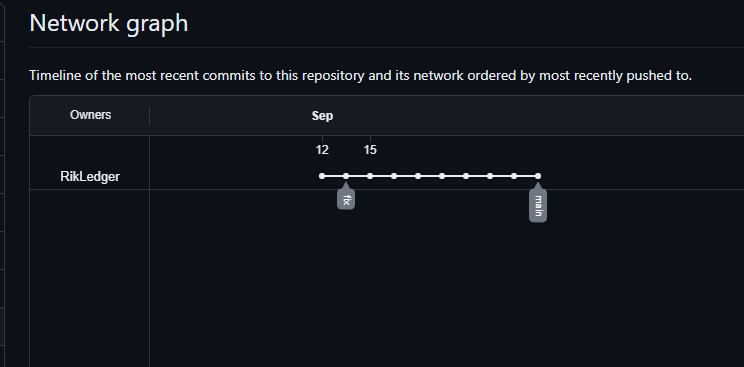 Network graph
Timeline of the most recent commits to this repository and its network ordered by most recently pushed to.
Owners
Sep
12 15
RikLedger
fix
main